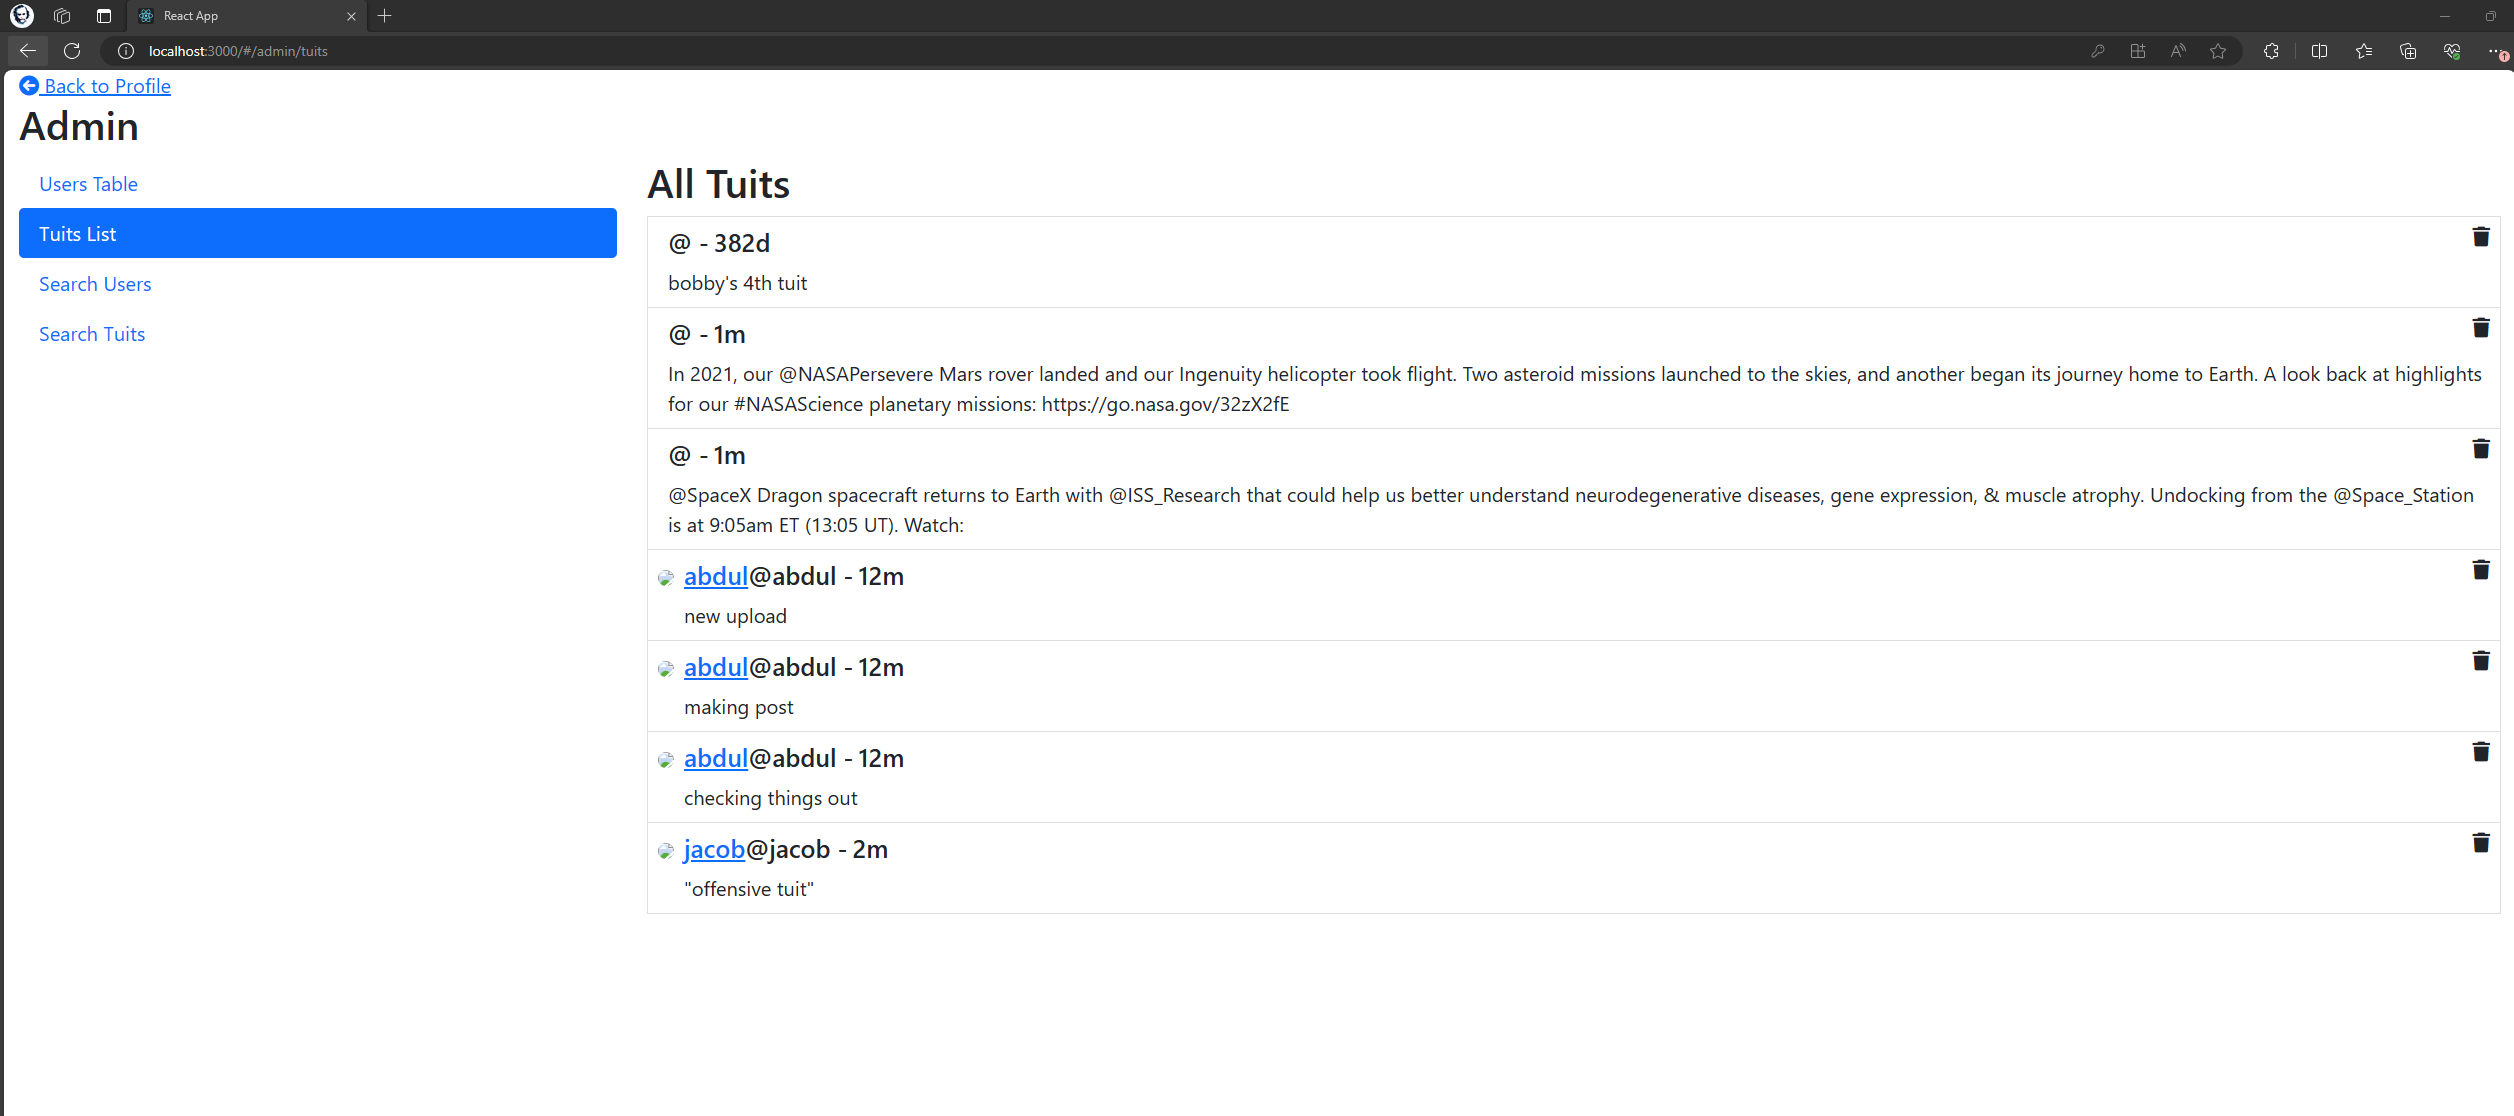 React App
localhost:3000/#/admin/tuits
Back to Profile
Admin
Users Table
Tuits List
Search Users
Search Tuits
All Tuits
@ - 382d
bobby's 4th tuit
@ - 1m
In 2021, our @NASAPersevere Mars rover landed and our Ingenuity helicopter took flight. Two asteroid missions launched to the skies, and another began its journey home to Earth. A look back at highlights
for our #NASAScience planetary missions: https://go.nasa.gov/32zX2fE
@ - 1m
@SpaceX Dragon spacecraft returns to Earth with @ISS_Research that could help us better understand neurodegenerative diseases, gene expression, & muscle atrophy. Undocking from the @Space_Station
is at 9:05am ET (13:05 UT). Watch:
abdul@abdul - 12m
new upload
abdul@abdul - 12m
making post
abdul@abdul - 12m
checking things out
jacob@jacob - 2m
"offensive tuit"